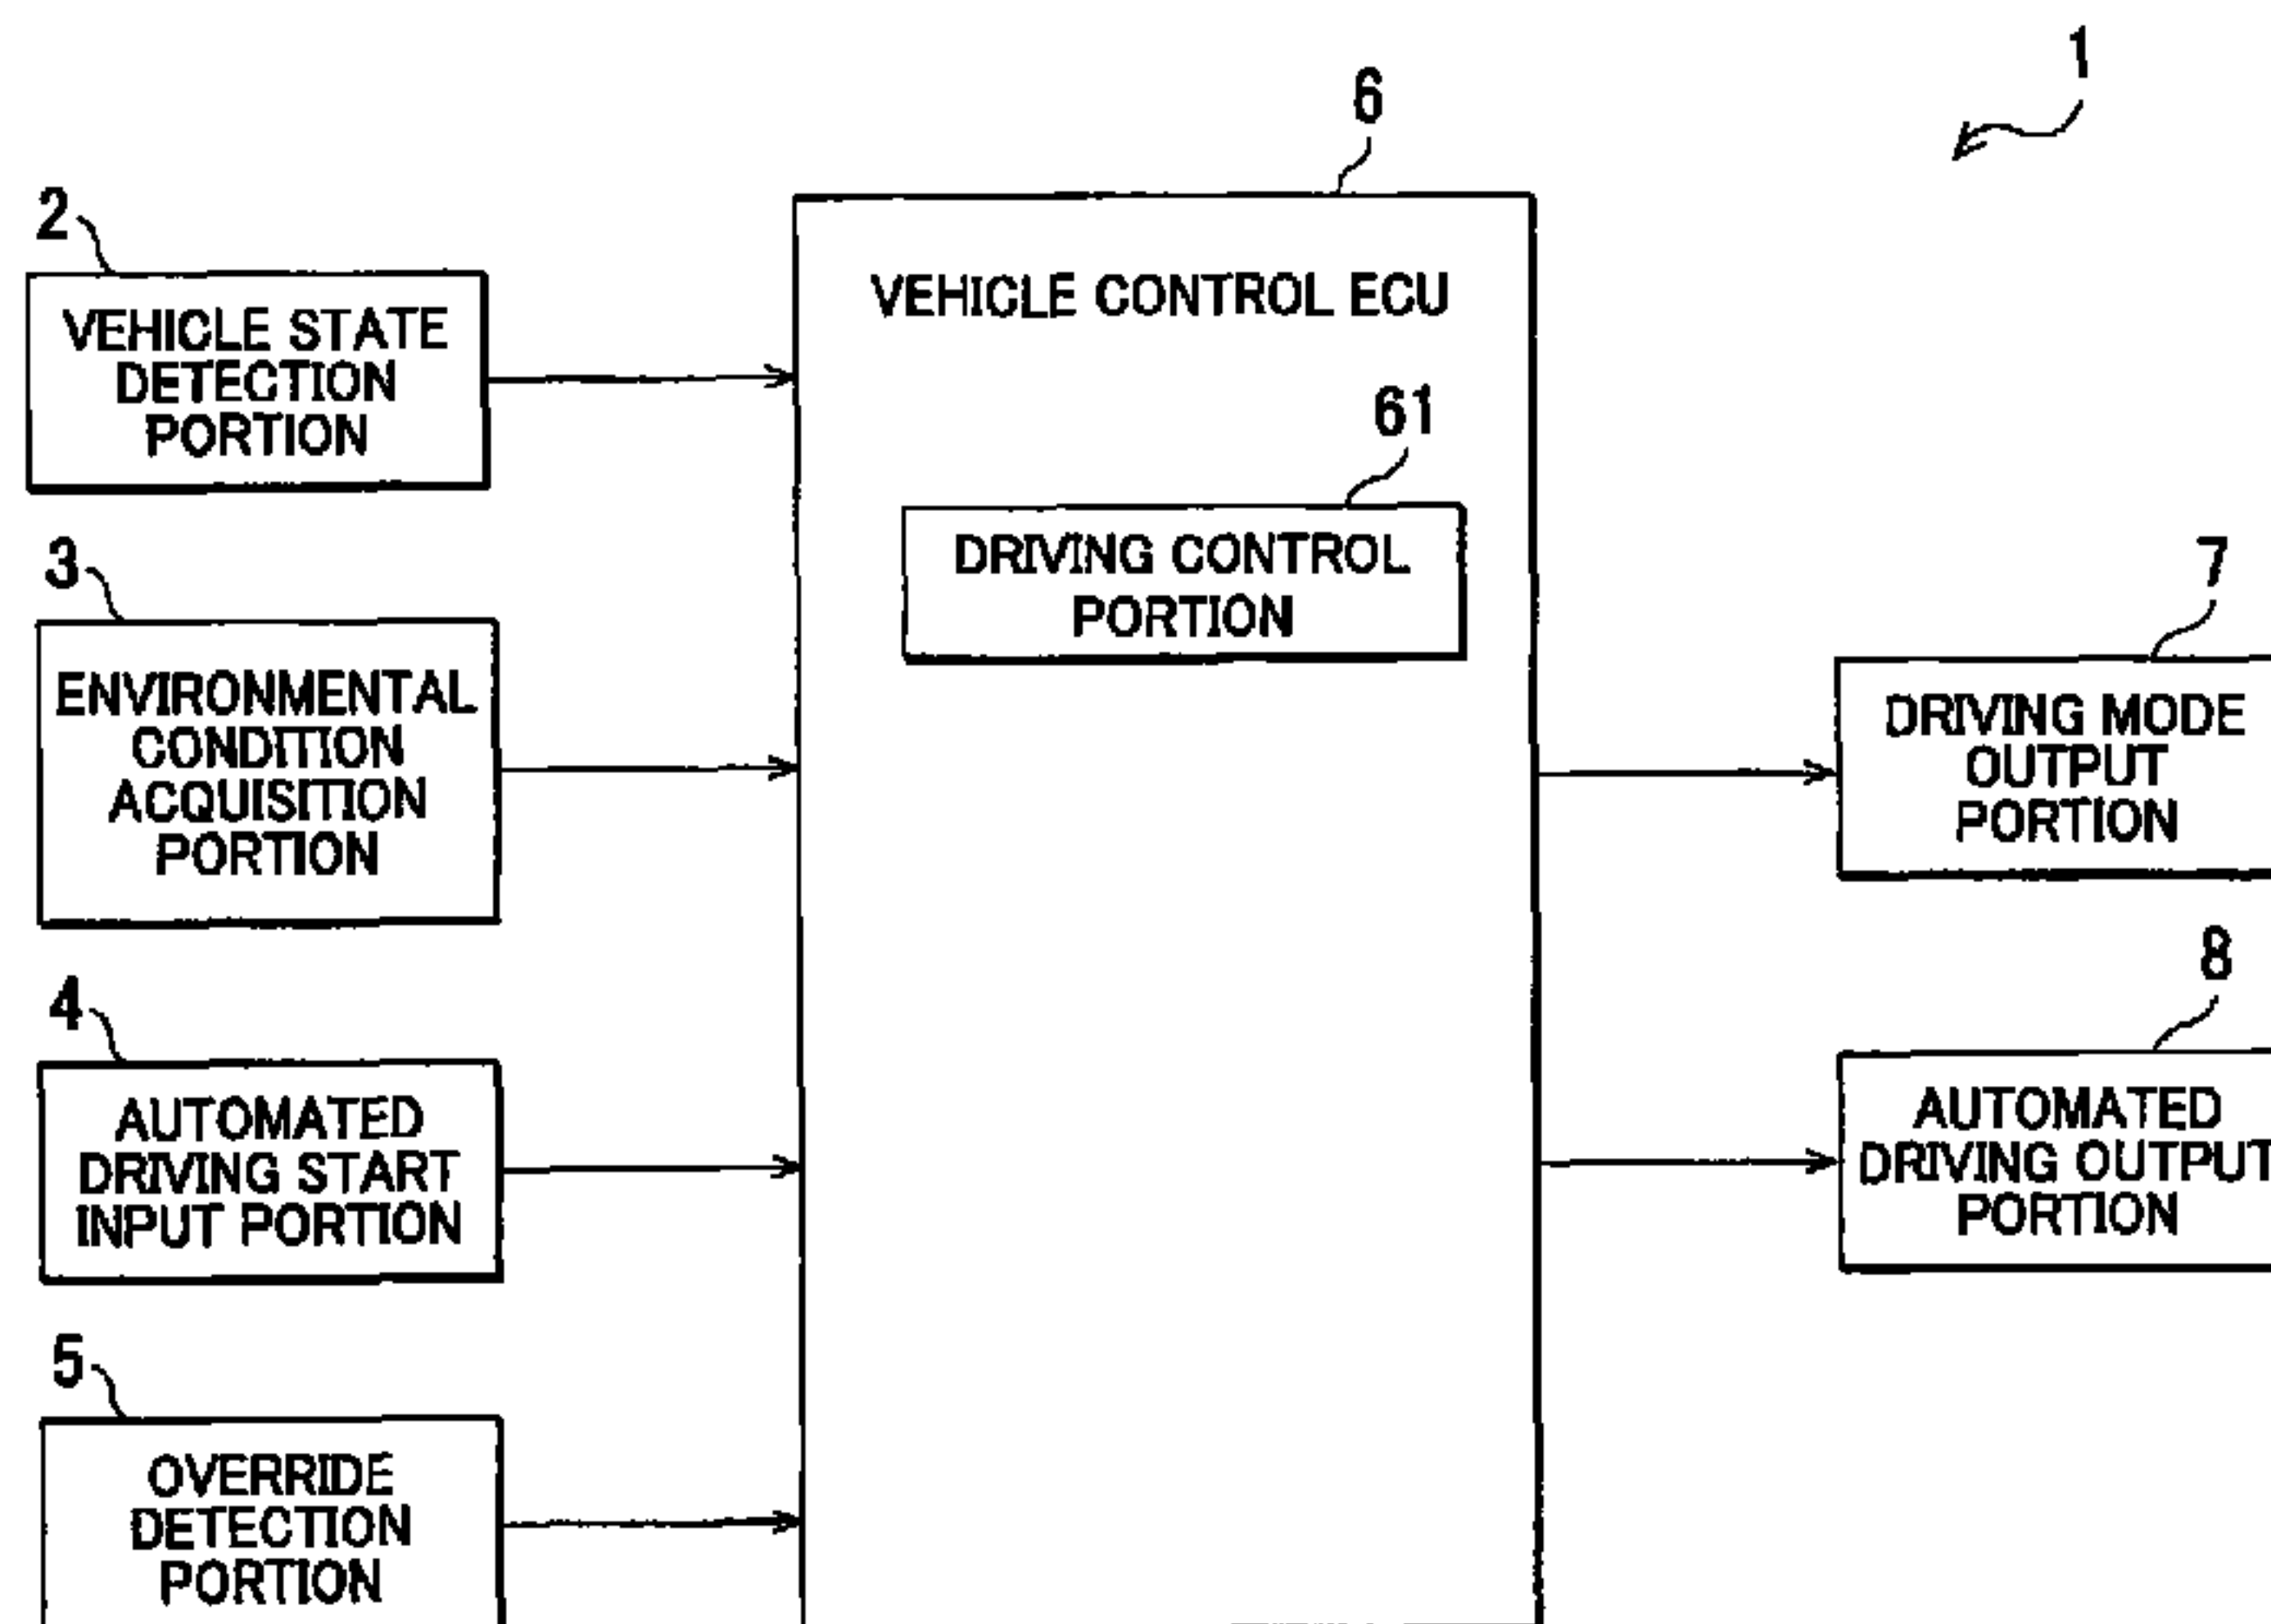 1
6
2
VEHICLE CONTROL ECU
VEHICLE STATE
DETECTION
PORTION
61
DRIVING CONTROL
PORTION
3
ENVIRONMENTAL
CONDITION
ACQUISITION
PORTION
7
DRIVING MODE
OUTPUT
PORTION
4
AUTOMATED
DRIVING START
INPUT PORTION
8
AUTOMATED
DRIVING OUTPUT
PORTION
5
OVERRIDE
DETECTION
PORTION